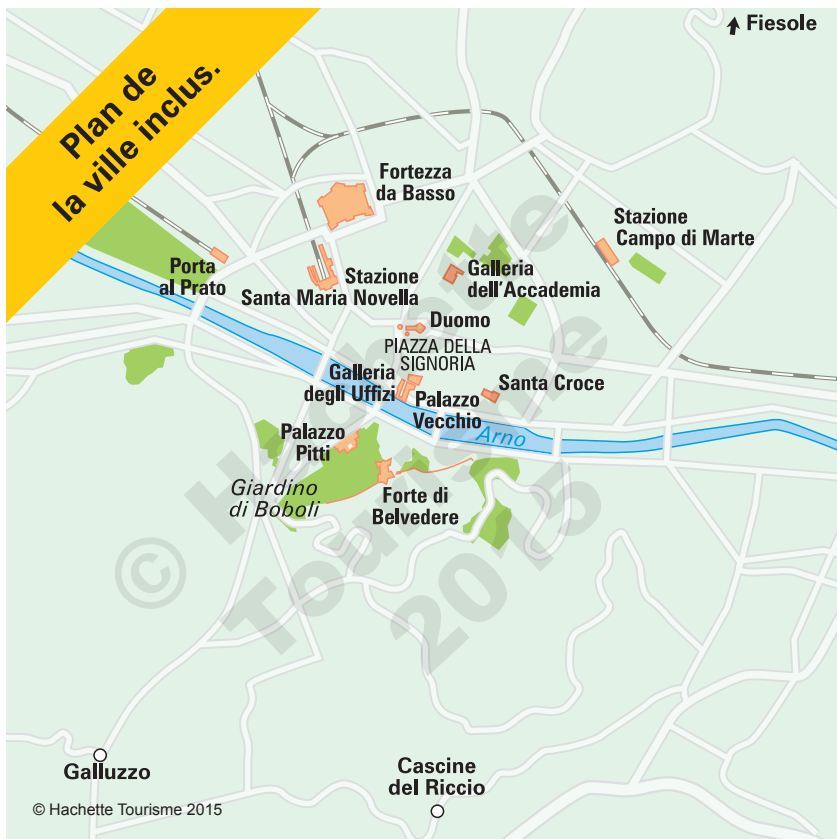 Fiesole
Plan de
la ville inclus.
Fortezza
da Basso
Stazione
Campo di Marte
Porta
al Prato
Stazione
Santa Maria Novella
Galleria
dell'Accademia
Duomo
PIAZZA DELLA
SIGNORIA
Galleria
degli Uffizi
Santa Croce
Palazzo
Vecchio
Arno
Palazzo
Pitti
Giardino
di Boboli
Forte di
Belvedere
© Hachette
Tourisme
2015
Galluzzo
Cascine
del Riccio
© Hachette Tourisme 2015